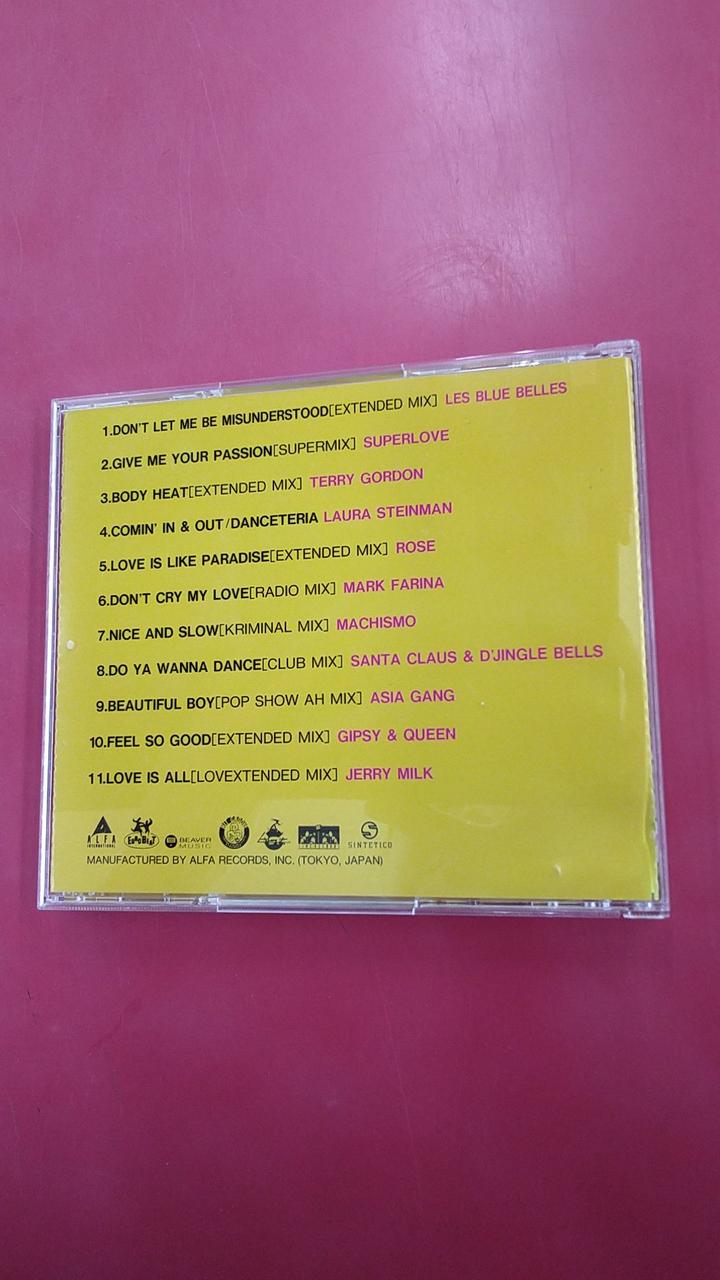 1.DON'T LET ME BE MISUNDERSTOOD[EXTENDED MIX] LES BLUE BELLES
2.GIVE ME YOUR PASSION[SUPERMIX] SUPERLOVE
3.BODY HEAT[EXTENDED MIX] TERRY GORDON
4.COMIN' IN & OUT/DANCETERIA LAURA STEINMAN
5.LOVE IS LIKE PARADISE[EXTENDED MIX] ROSE
6.DON'T CRY MY LOVE[RADIO MIX] MARK FARINA
7.NICE AND SLOW[KRIMINAL MIX] MACHISMO
8.DO YA WANNA DANCE[CLUB MIX] SANTA CLAUS & D'JINGLE BELLS
9.BEAUTIFUL BOY[POP SHOW AH MIX] ASIA GANG
10.FEEL SO GOOD[EXTENDED MIX] GIPSY & QUEEN
11.LOVE IS ALL[LOVEXTENDED MIX] JERRY MILK
ALFA INTERNATIONAL EUROBEAT BEAVER MUSIC SINTETICO
MANUFACTURED BY ALFA RECORDS, INC. (TOKYO, JAPAN)